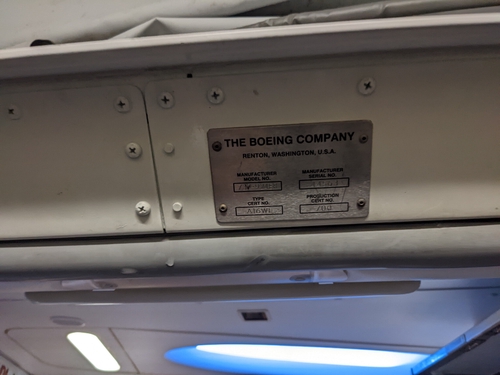 THE BOEING COMPANY
RENTON, WASHINGTON, U.S.A.
MANUFACTURER MODEL NO.
MANUFACTURER SERIAL NO.
TYPE CERT NO.
A16WE
PRODUCTION CERT NO.